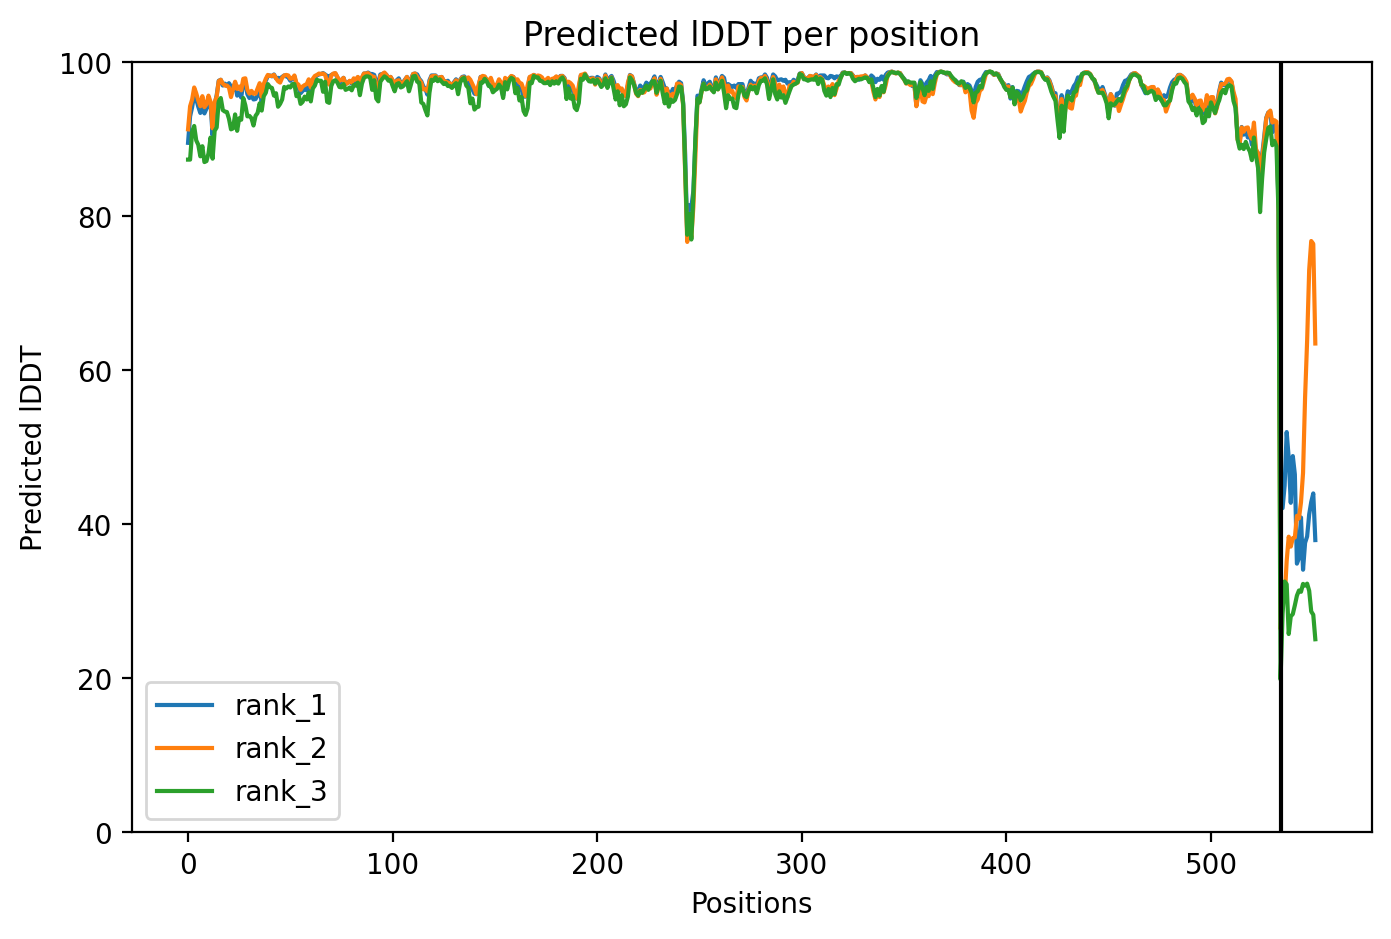 Predicted lDDT per position
100
80
60
40
20
0
Predicted lDDT
rank_1
rank_2
rank_3
0 100 200 300 400 500
Positions